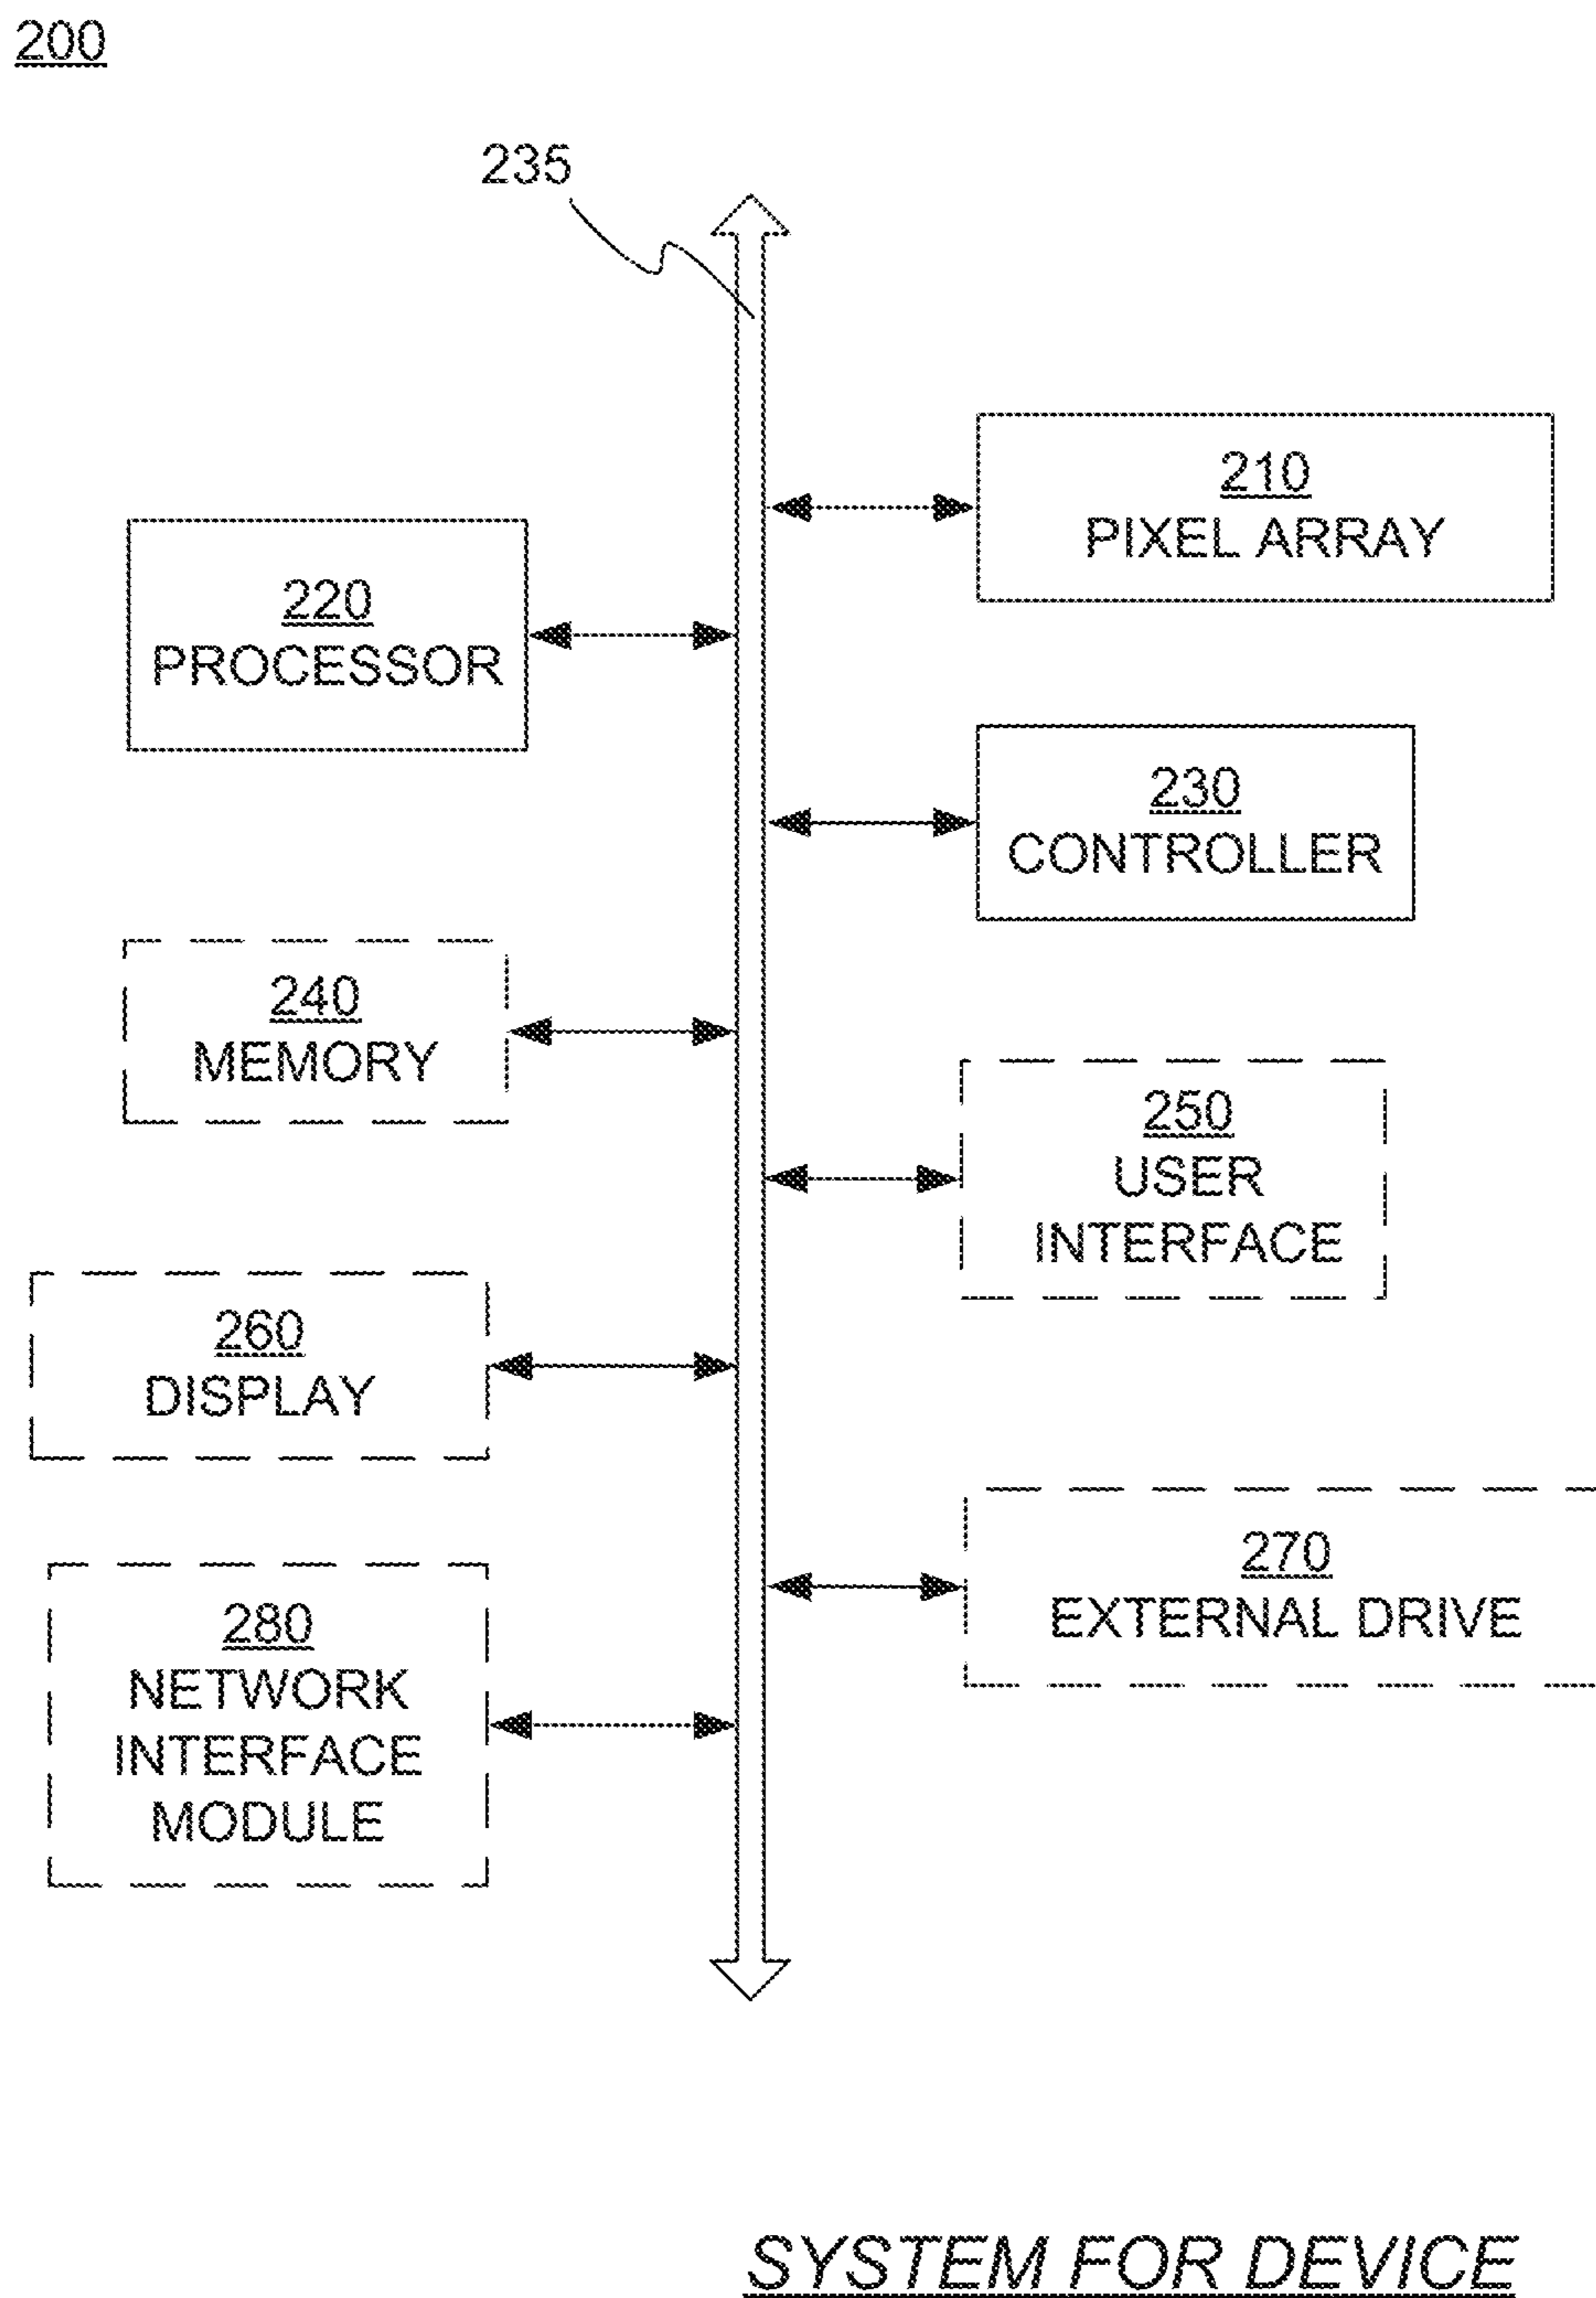 200
235
210
PIXEL ARRAY
220
PROCESSOR
230
CONTROLLER
240
MEMORY
250
USER
INTERFACE
260
DISPLAY
270
EXTERNAL DRIVE
280
NETWORK
INTERFACE
MODULE
SYSTEM FOR DEVICE